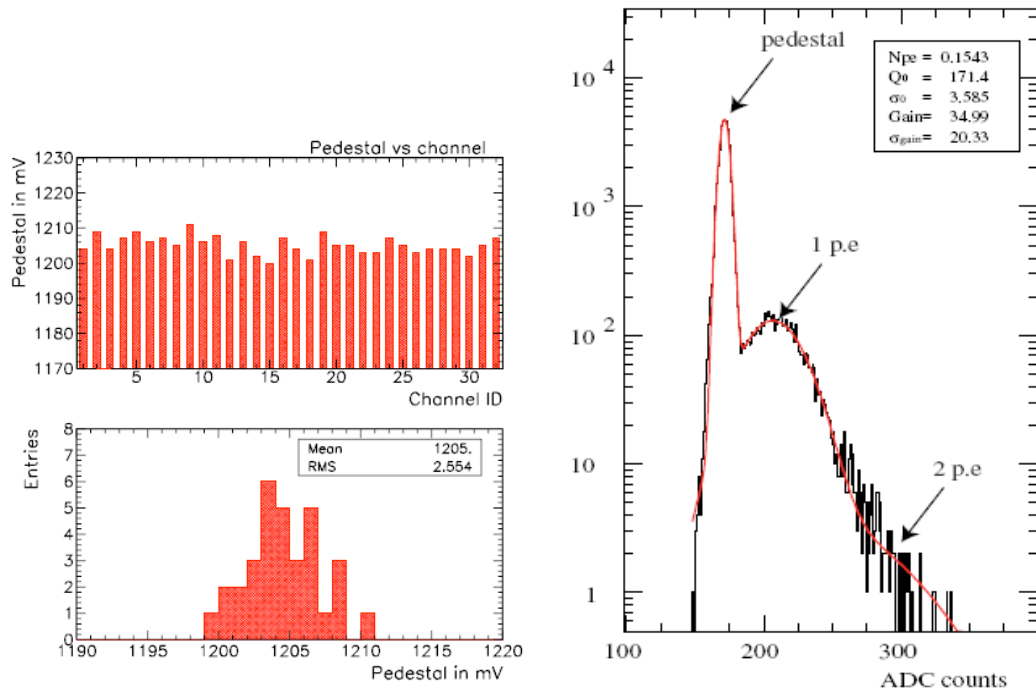 Pedestal vs channel
Pedestal in mV
1230
1220
1210
1200
1190
1180
1170
5 10 15 20 25 30
Channel ID
Entries
8
7
6
5
4
3
2
1
0
Mean 1205.
RMS 2.554
1190 1195 1200 1205 1210 1215 1220
Pedestal in mV
pedestal
Npe = 0.1543
Q0 = 171.4
σ0 = 3.585
Gain= 34.99
σgain= 20.33
1 p.e
2 p.e
10^4
10^3
10^2
10
1
100 200 300
ADC counts